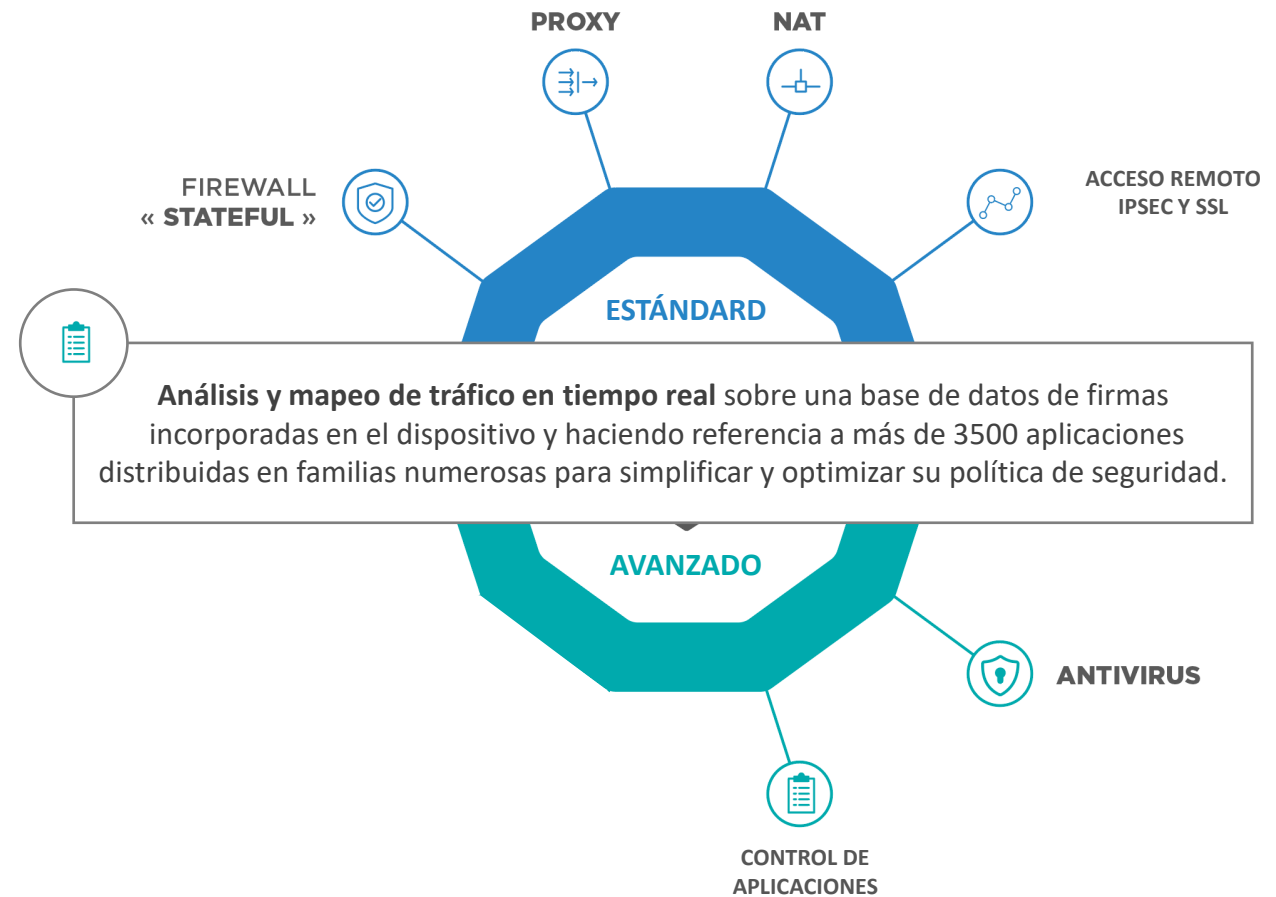 PROXY
NAT
FIREWALL
« STATEFUL »
ACCESO REMOTO
IPSEC Y SSL
ESTÁNDARD
Análisis y mapeo de tráfico en tiempo real sobre una base de datos de firmas
incorporadas en el dispositivo y haciendo referencia a más de 3500 aplicaciones
distribuidas en familias numerosas para simplificar y optimizar su política de seguridad.
AVANZADO
ANTIVIRUS
CONTROL DE
APLICACIONES